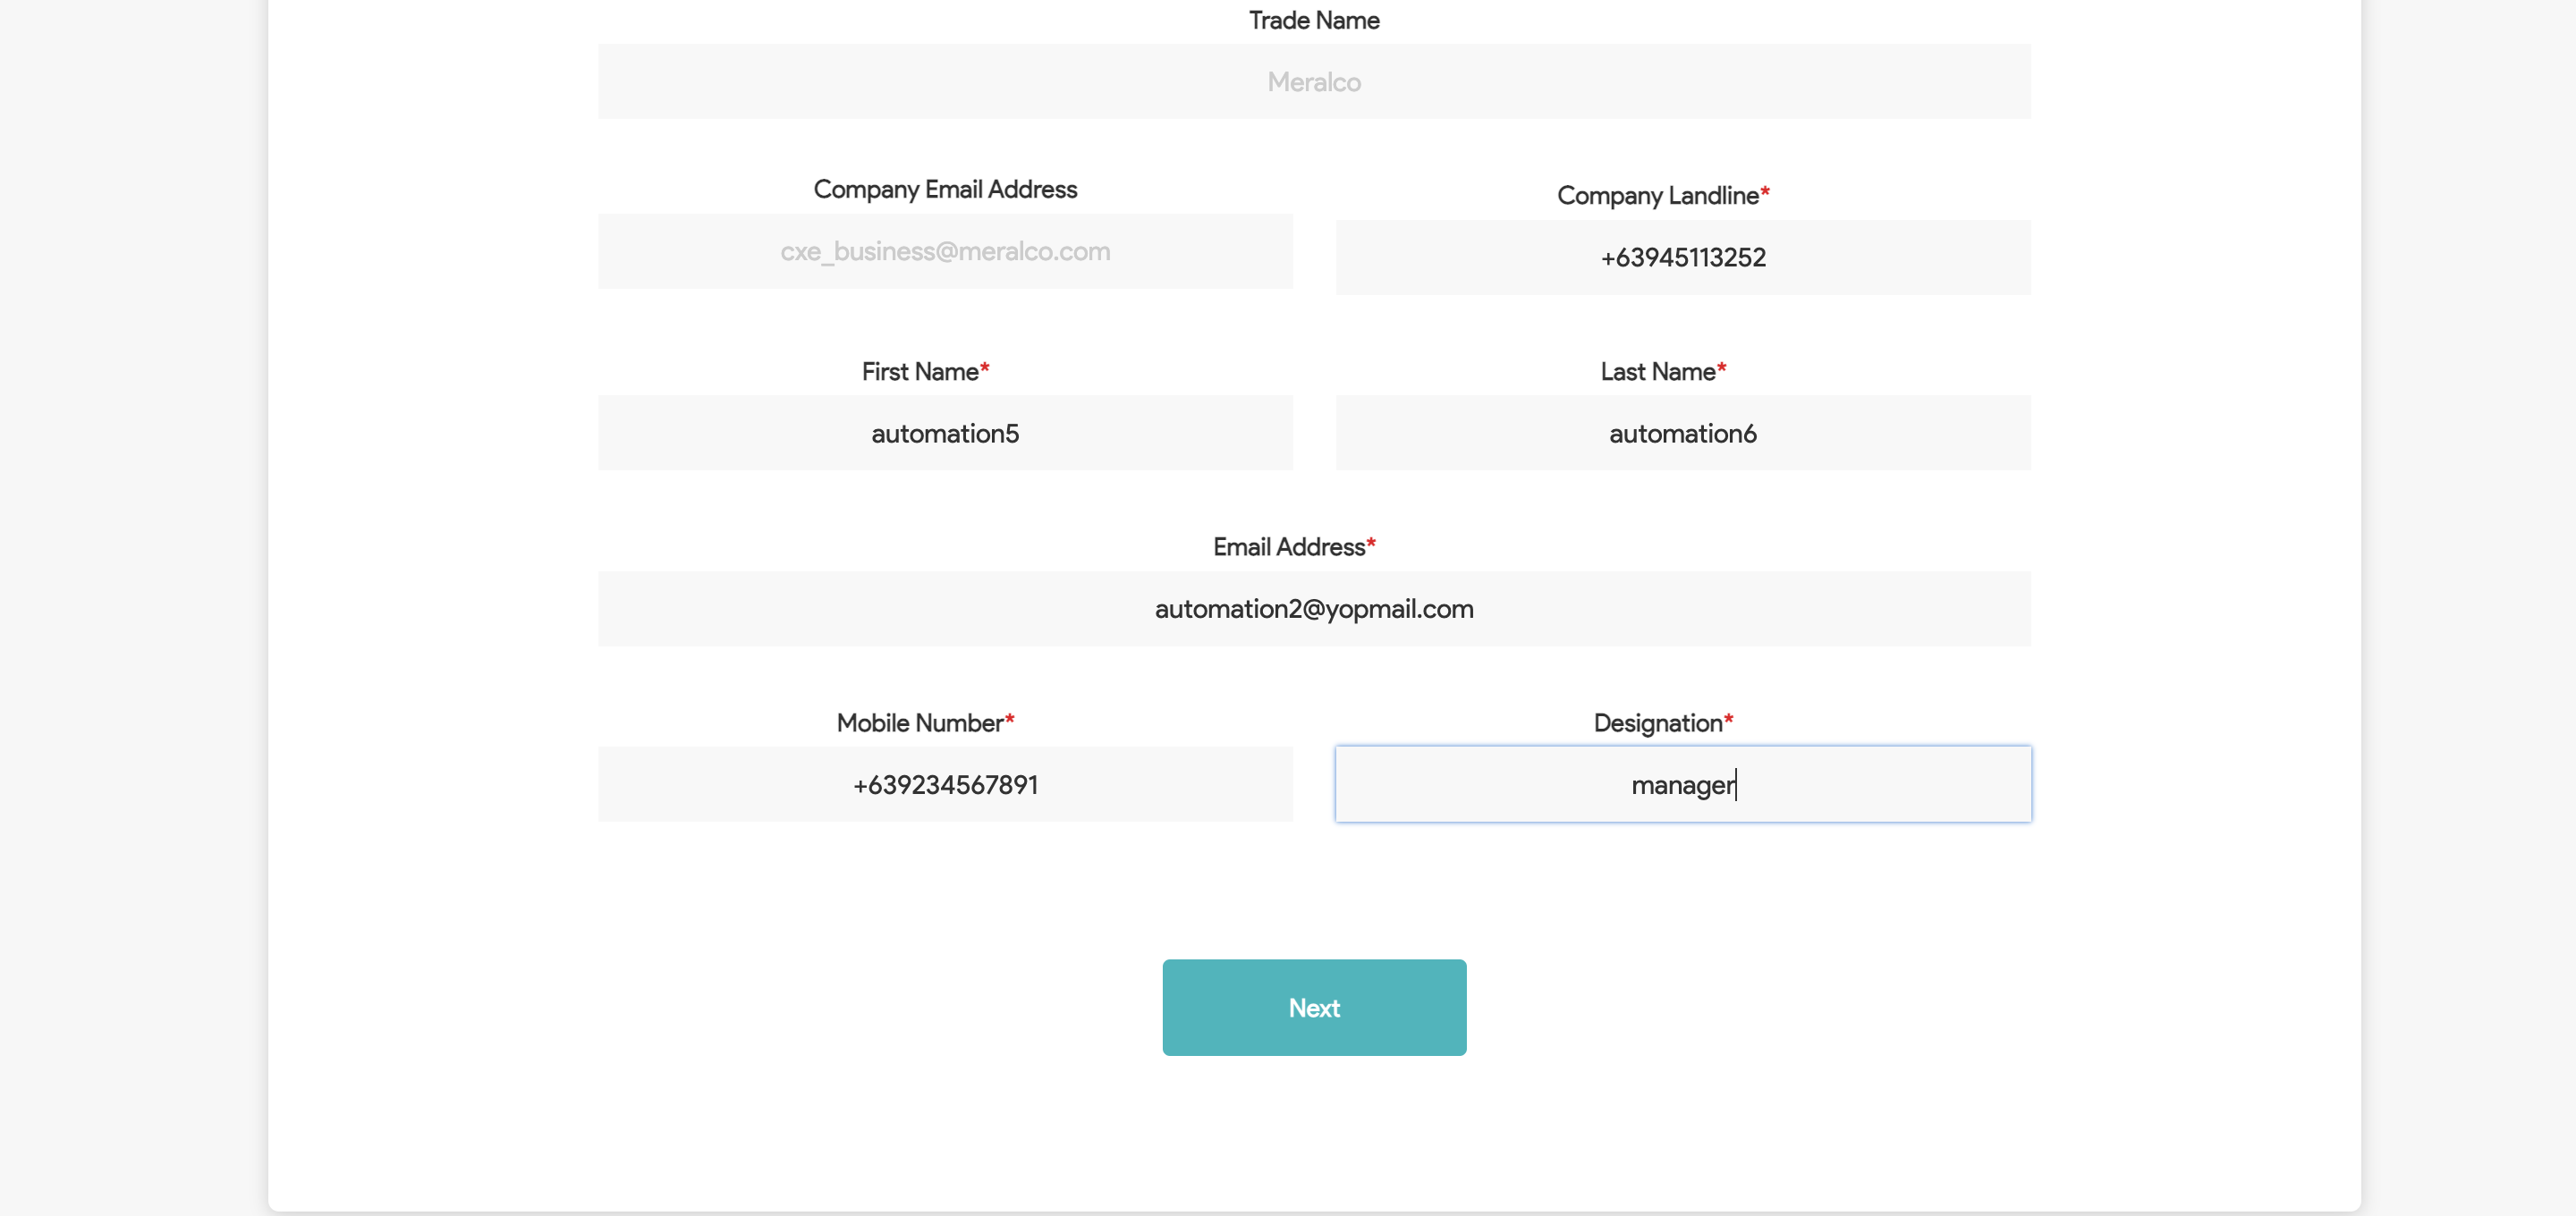 Trade Name
Meralco
Company Email Address
Company Landline*
cxe_business@meralco.com
+63945113252
First Name*
Last Name*
automation5
automation6
Email Address*
automation2@yopmail.com
Mobile Number*
Designation*
+639234567891
manager
Next